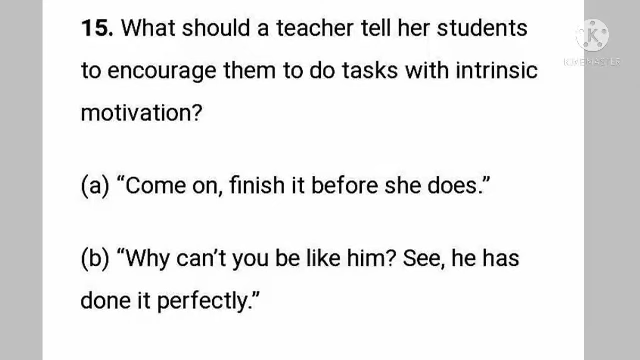 15. What should a teacher tell her students
to encourage them to do tasks with intrinsic
motivation?
(a) “Come on, finish it before she does.”
(b) “Why can’t you be like him? See, he has
done it perfectly.”